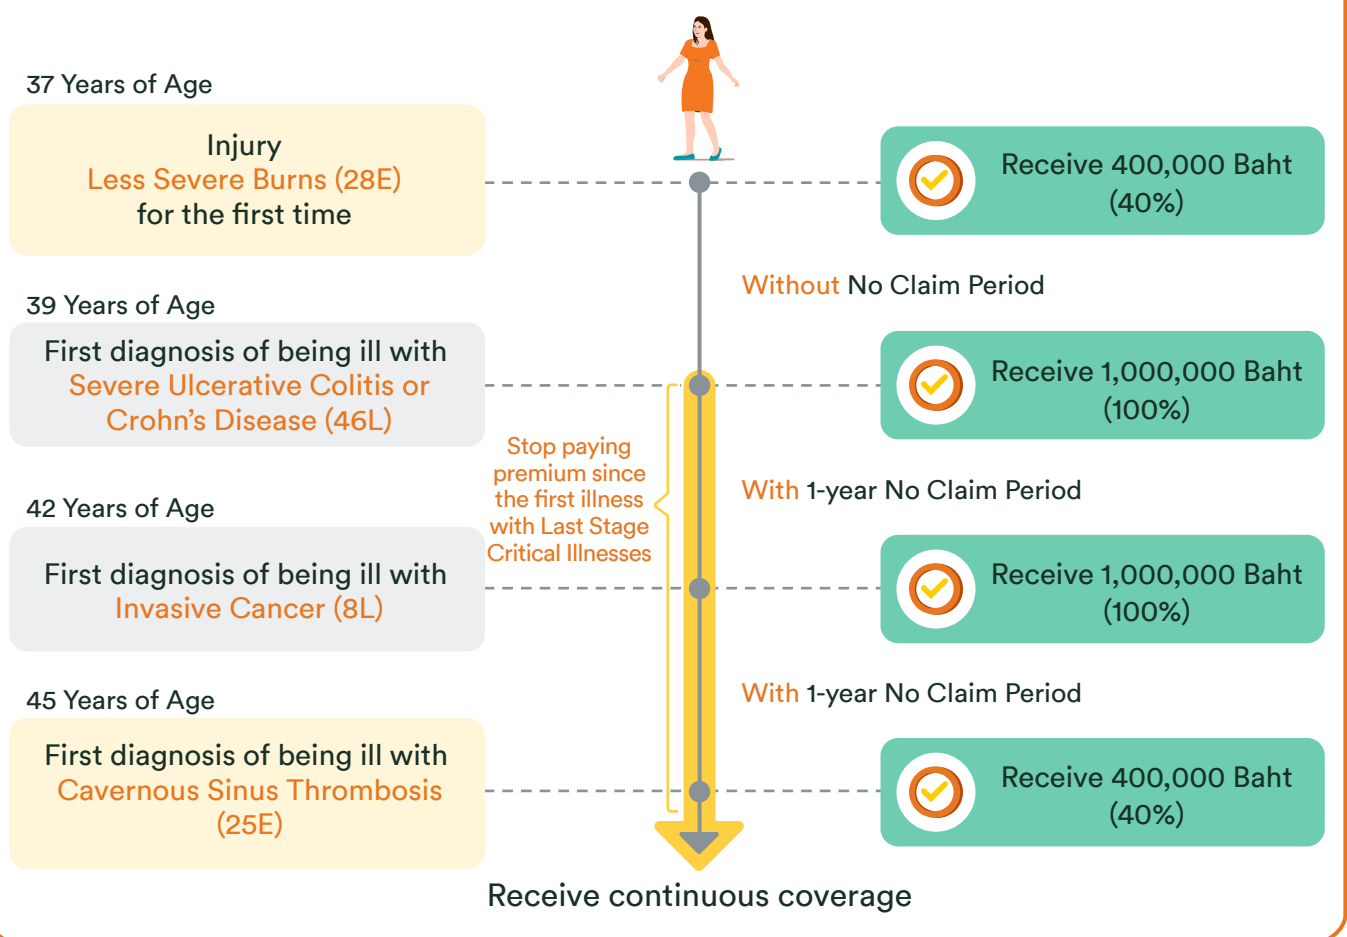 37 Years of Age
Injury
Less Severe Burns (28E)
for the first time
Receive 400,000 Baht
(40%)
Without No Claim Period
39 Years of Age
First diagnosis of being ill with
Severe Ulcerative Colitis or
Crohn’s Disease (46L)
Receive 1,000,000 Baht
(100%)
Stop paying
premium since
the first illness
with Last Stage
Critical Illnesses
With 1-year No Claim Period
42 Years of Age
First diagnosis of being ill with
Invasive Cancer (8L)
Receive 1,000,000 Baht
(100%)
With 1-year No Claim Period
45 Years of Age
First diagnosis of being ill with
Cavernous Sinus Thrombosis
(25E)
Receive 400,000 Baht
(40%)
Receive continuous coverage